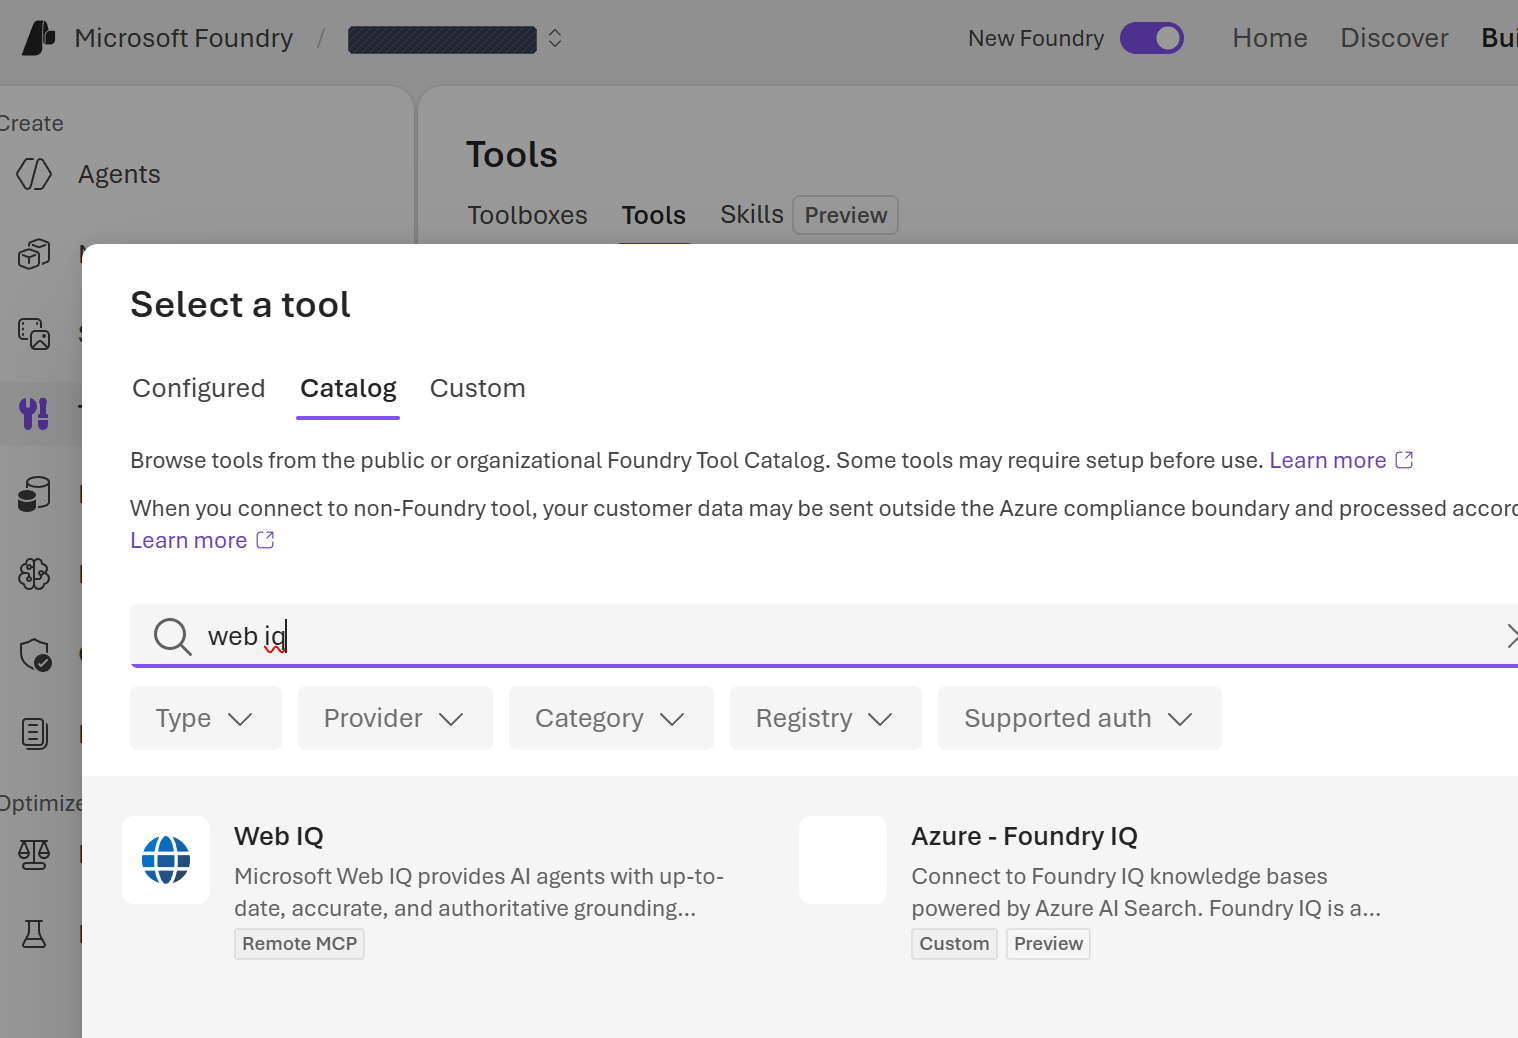 Microsoft Foundry /
New Foundry
Home
Discover
Create
Agents
Tools
Toolboxes
Tools
Skills
Preview
Select a tool
Configured
Catalog
Custom
Browse tools from the public or organizational Foundry Tool Catalog. Some tools may require setup before use. Learn more
When you connect to non-Foundry tool, your customer data may be sent outside the Azure compliance boundary and processed
Learn more
web iq
Type
Provider
Category
Registry
Supported auth
Optimize
Web IQ
Microsoft Web IQ provides AI agents with up-to-
date, accurate, and authoritative grounding...
Remote MCP
Azure - Foundry IQ
Connect to Foundry IQ knowledge bases
powered by Azure AI Search. Foundry IQ is a...
Custom
Preview